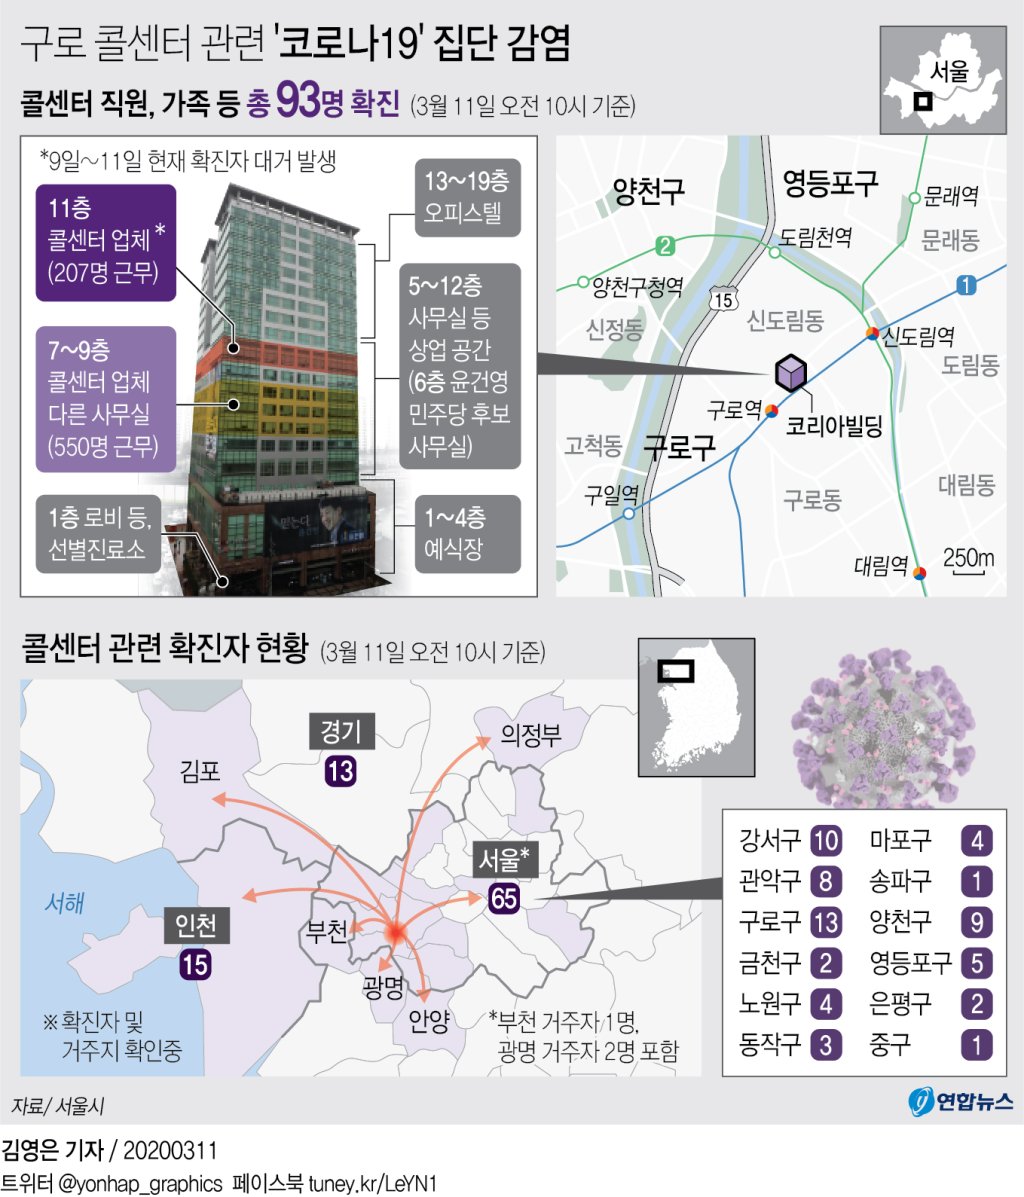 구로 콜센터 관련 '코로나19' 집단 감염
콜센터 직원, 가족 등 총 93명 확진 (3월 11일 오전 10시 기준)
서울
*9일~11일 현재 확진자 대거 발생
11층
콜센터 업체*
(207명 근무)
7~9층
콜센터 업체
다른 사무실
(550명 근무)
1층 로비 등,
선별진료소
13~19층
오피스텔
5~12층
사무실 등
상업 공간
(6층 윤건영
민주당 후보
사무실)
1~4층
예식장
양천구
영등포구
문래역
문래동
도림천역
2
양천구청역
15
1
신정동
신도림동
신도림역
도림동
구로역
코리아빌딩
고척동
구로구
구일역
구로동
대림동
대림역
250m
콜센터 관련 확진자 현황 (3월 11일 오전 10시 기준)
경기
13
의정부
김포
서울*
65
서해
인천
15
부천
광명
안양
※ 확진자 및
거주지 확인중
*부천 거주자 1명,
광명 거주자 2명 포함
강서구 10 마포구 4
관악구 8 송파구 1
구로구 13 양천구 9
금천구 2 영등포구 5
노원구 4 은평구 2
동작구 3 중구 1
자료/ 서울시
연합뉴스
김영은 기자 / 20200311
트위터 @yonhap_graphics 페이스북 tuney.kr/LeYN1